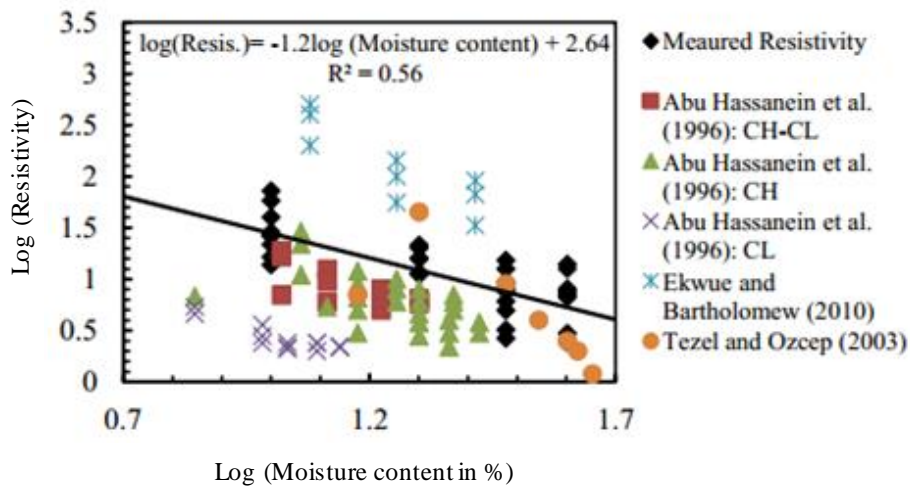 log(Resis.)= -1.2log (Moisture content) + 2.64
R² = 0.56
3.5
3
2.5
2
1.5
1
0.5
0
0.7
1.2
1.7
Log (Resistivity)
Log (Moisture content in %)
Meaured Resistivity
Abu Hassanein et al.
(1996): CH-CL
Abu Hassanein et al.
(1996): CH
Abu Hassanein et al.
(1996): CL
Ekwue and
Bartholomew (2010)
Tezel and Ozcep (2003)